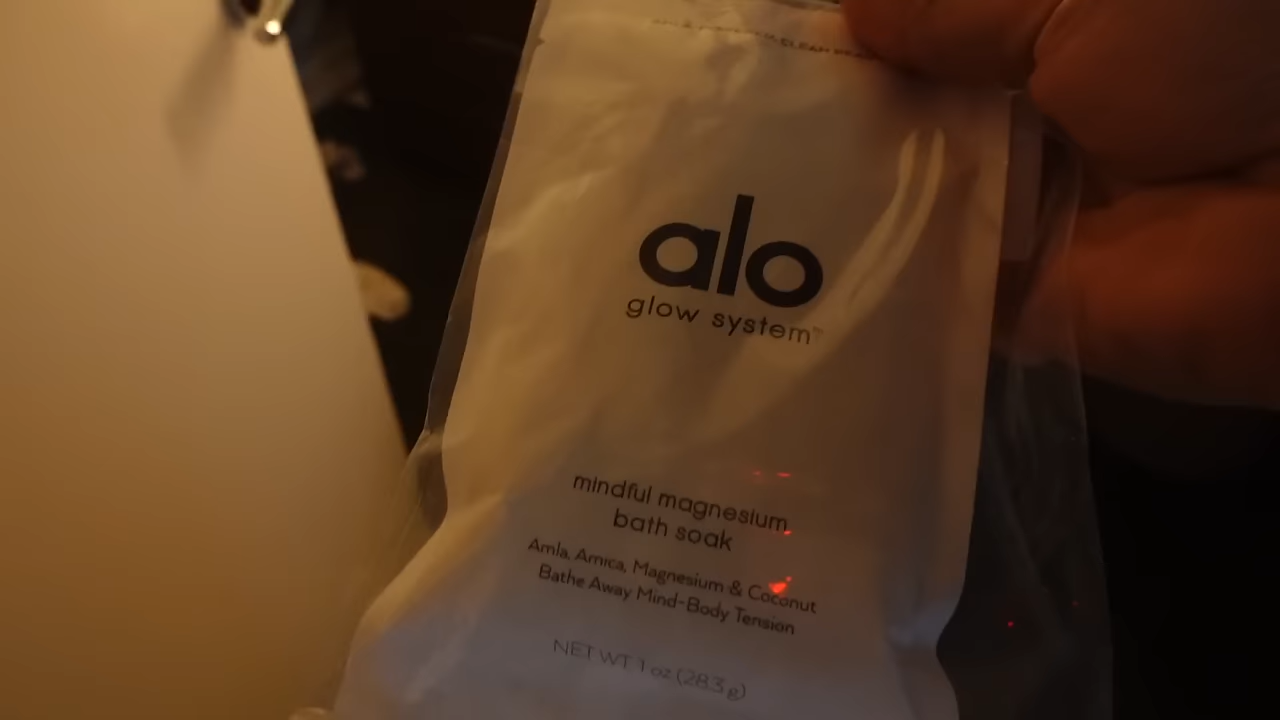 CLEAN
alo
glow system™
mindful magnesium
bath soak
Amla, Arnica, Magnesium & Coconut
Bathe Away Mind-Body Tension
NET WT 1 oz (28.3 g)